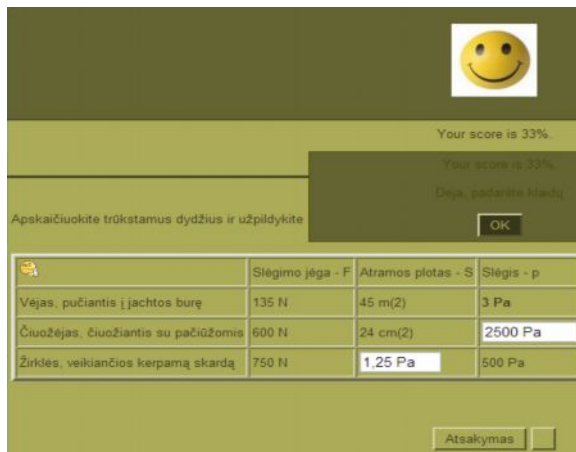 Your score is 33%.
Your score is 33%.
Deja, padarėte klaidų
Apskaičiuokite trūkstamus dydžius ir užpildykite
OK
Slėgimo jėga - F Atramos plotas - S Slėgis - p
Vėjas, pučiantis į jachtos burę 135 N 45 m(2) 3 Pa
Čiuožėjas, čiuožiantis su pačiūžomis 600 N 24 cm(2) 2500 Pa
Žirklės, veikiančios kerpamą skardą 750 N 1,25 Pa 500 Pa
Atsakymas